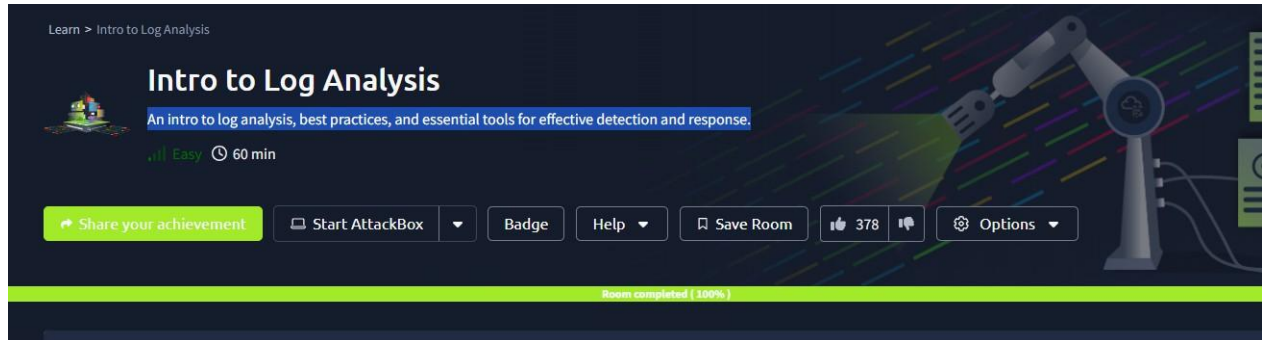 Learn > Intro to Log Analysis
Intro to Log Analysis
An intro to log analysis, best practices, and essential tools for effective detection and response.
Easy 60 min
Share your achievement Start AttackBox Badge Help Save Room 378 Options
Room completed ( 100% )